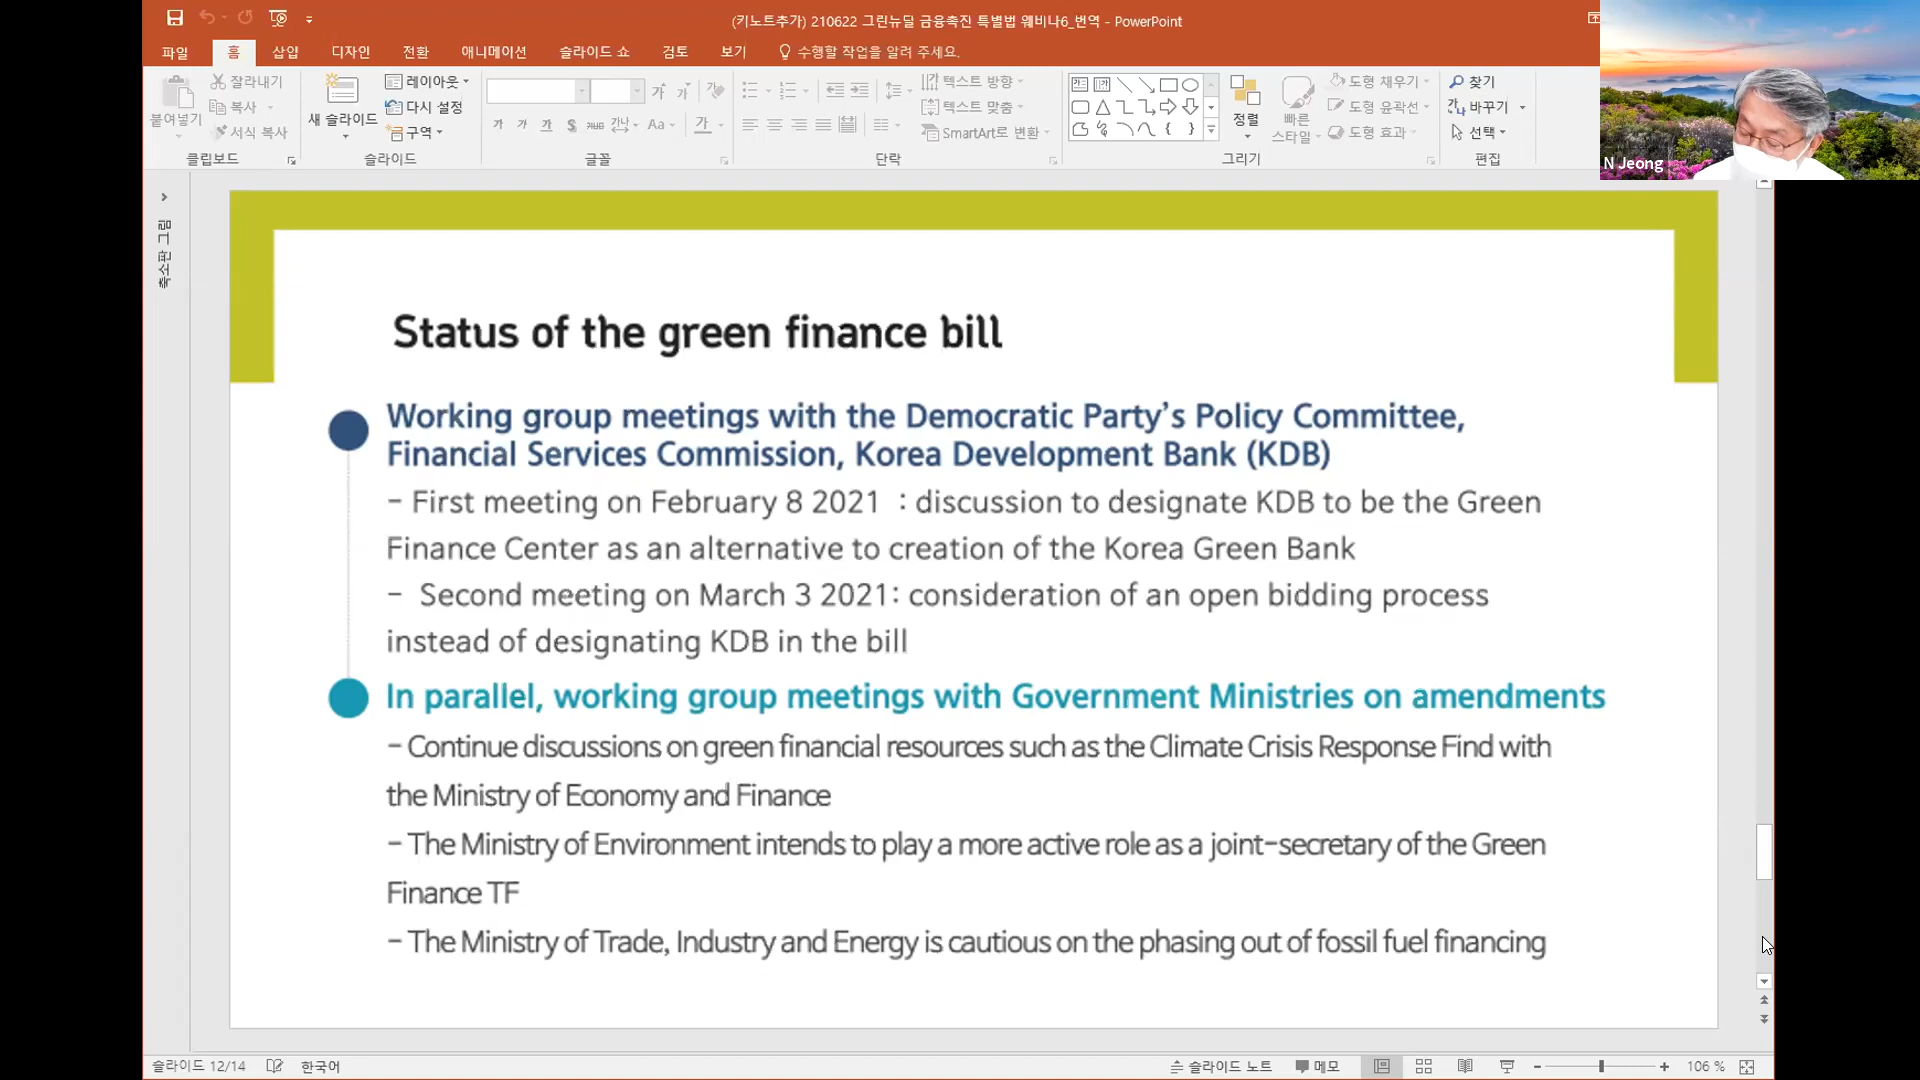 (키노트추가) 210622 그린뉴딜 금융촉진 특별법 웨비나6_번역 - PowerPoint
파일 홈 삽입 디자인 전환 애니메이션 슬라이드 쇼 검토 보기 수행할 작업을 알려 주세요.
붙여넣기
잘라내기
복사
서식 복사
클립보드
새 슬라이드
레이아웃
다시 설정
구역
슬라이드
글꼴
텍스트 방향
텍스트 맞춤
SmartArt로 변환
단락
정렬
빠른
스타일
도형 채우기
도형 윤곽선
도형 효과
그리기
찾기
바꾸기
선택
편집
N Jeong
축소판 그림
Status of the green finance bill
Working group meetings with the Democratic Party's Policy Committee,
Financial Services Commission, Korea Development Bank (KDB)
- First meeting on February 8 2021 : discussion to designate KDB to be the Green
Finance Center as an alternative to creation of the Korea Green Bank
- Second meeting on March 3 2021: consideration of an open bidding process
instead of designating KDB in the bill
In parallel, working group meetings with Government Ministries on amendments
- Continue discussions on green financial resources such as the Climate Crisis Response Find with
the Ministry of Economy and Finance
- The Ministry of Environment intends to play a more active role as a joint-secretary of the Green
Finance TF
- The Ministry of Trade, Industry and Energy is cautious on the phasing out of fossil fuel financing
슬라이드 12/14 한국어 슬라이드 노트 메모 106 %